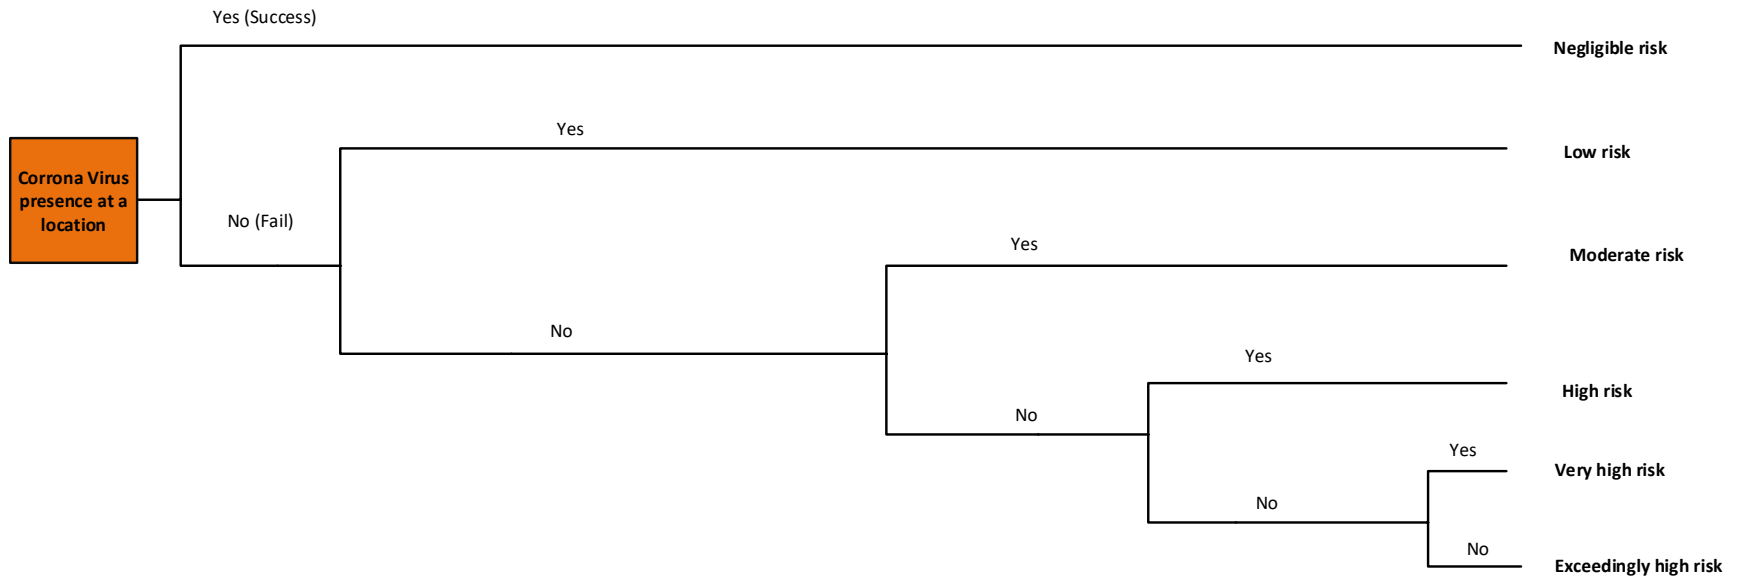 Yes (Success)
Negligible risk
Yes
Low risk
Corrona Virus
presence at a
location
No (Fail)
Yes
Moderate risk
No
Yes
High risk
No
Yes
Very high risk
No
No
Exceedingly high risk